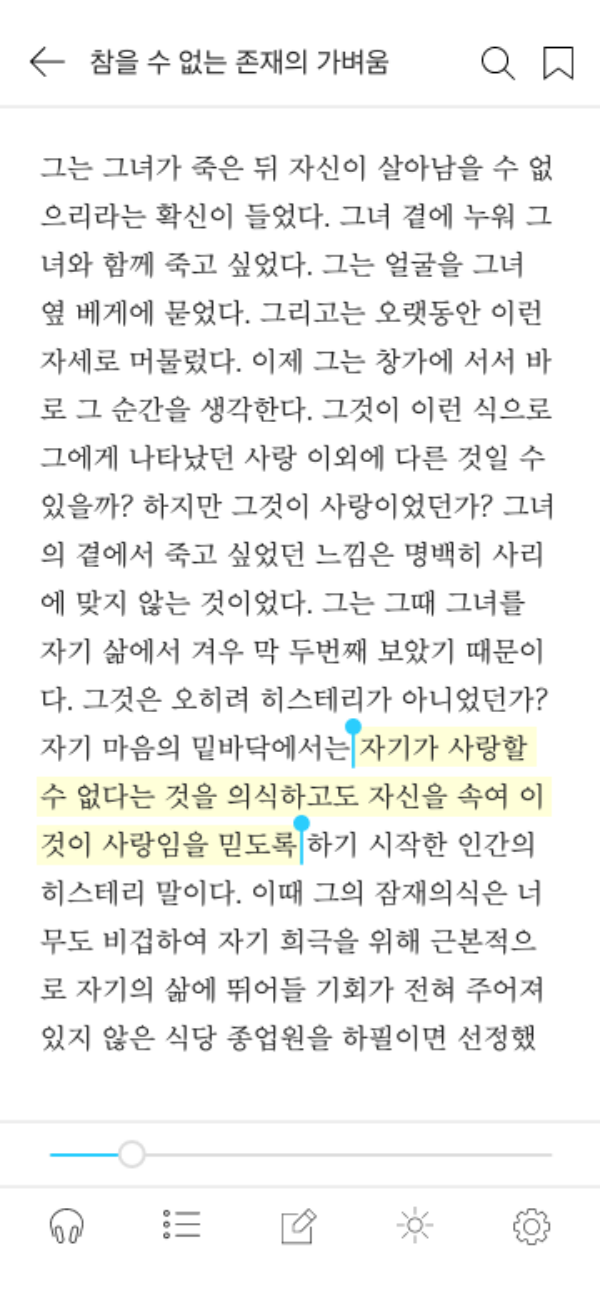 참을 수 없는 존재의 가벼움
그는 그녀가 죽은 뒤 자신이 살아남을 수 없
으리라는 확신이 들었다. 그녀 곁에 누워 그
녀와 함께 죽고 싶었다. 그는 얼굴을 그녀
옆 베게에 묻었다. 그리고는 오랫동안 이런
자세로 머물렀다. 이제 그는 창가에 서서 바
로 그 순간을 생각한다. 그것이 이런 식으로
그에게 나타났던 사랑 이외에 다른 것일 수
있을까? 하지만 그것이 사랑이었던가? 그녀
의 곁에서 죽고 싶었던 느낌은 명백히 사리
에 맞지 않는 것이었다. 그는 그때 그녀를
자기 삶에서 겨우 막 두번째 보았기 때문이
다. 그것은 오히려 히스테리가 아니었던가?
자기 마음의 밑바닥에서는 자기가 사랑할
수 없다는 것을 의식하고도 자신을 속여 이
것이 사랑임을 믿도록 하기 시작한 인간의
히스테리 말이다. 이때 그의 잠재의식은 너
무도 비겁하여 자기 희극을 위해 근본적으
로 자기의 삶에 뛰어들 기회가 전혀 주어져
있지 않은 식당 종업원을 하필이면 선정했